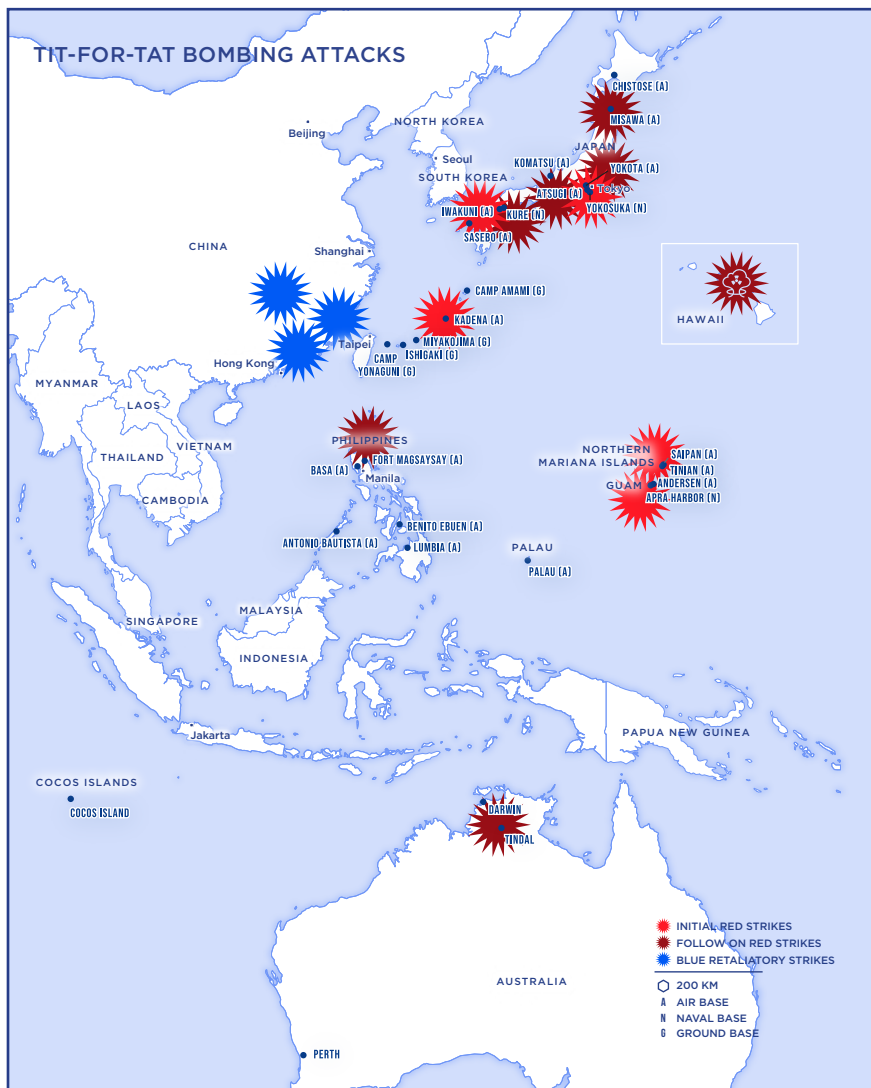 TIT-FOR-TAT BOMBING ATTACKS
CHISTOSE (A)
MISAWA (A)
NORTH KOREA
Beijing
JAPAN
Seoul
KOMATSU (A)
YOKOTA (A)
SOUTH KOREA
ATSUGI (A)
Tokyo
IWAKUNI (A)
KURE (N)
YOKOSUKA (N)
SASEBO (A)
CHINA
Shanghai
CAMP AMAMI (G)
KADENA (A)
HAWAII
MIYAKOJIMA (G)
Taipei
ISHIGAKI (G)
CAMP
YONAGUNI (G)
Hong Kong
MYANMAR
LAOS
PHILIPPINES
VIETNAM
NORTHERN
MARIANA ISLANDS
SAIPAN (A)
THAILAND
FORT MAGSAYSAY (A)
BASA (A)
TINIAN (A)
Manila
GUAM
ANDERSEN (A)
CAMBODIA
APRA-HARBOR (N)
BENITO EBUEN (A)
ANTONIO BAUTISTA (A)
LUMBIA (A)
PALAU
PALAU (A)
MALAYSIA
SINGAPORE
INDONESIA
Jakarta
PAPUA NEW GUINEA
COCOS ISLANDS
COCOS ISLAND
DARWIN
TINDAL
INITIAL RED STRIKES
FOLLOW ON RED STRIKES
BLUE RETALIATORY STRIKES
200 KM
A AIR BASE
N NAVAL BASE
G GROUND BASE
AUSTRALIA
PERTH